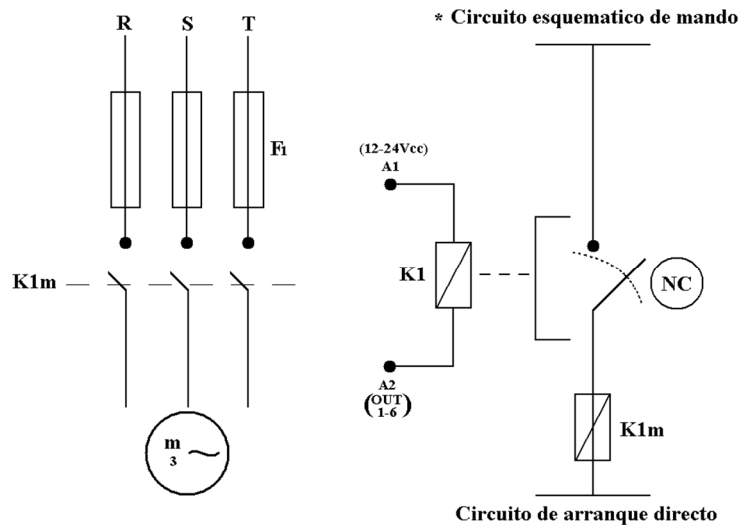 R S T
* Circuito esquematico de mando
F1
(12-24Vcc)
A1
K1m
K1
NC
A2
(OUT
1-6)
K1m
m
3
Circuito de arranque directo